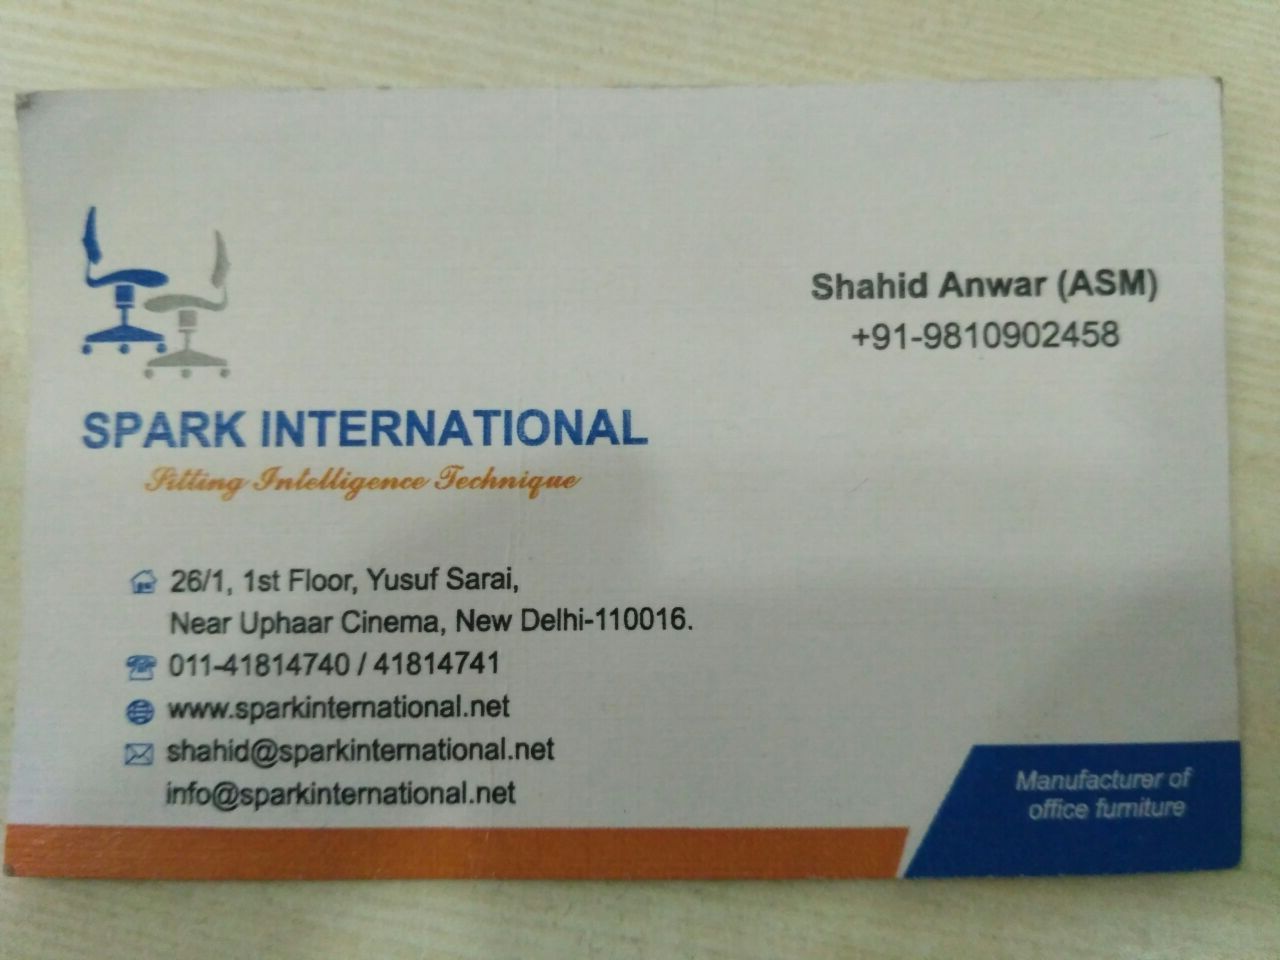 Shahid Anwar (ASM)
+91-9810902458
SPARK INTERNATIONAL
Sitting Intelligence Technique
26/1, 1st Floor, Yusuf Sarai,
Near Uphaar Cinema, New Delhi-110016.
011-41814740 / 41814741
www.sparkinternational.net
shahid@sparkinternational.net
info@sparkinternational.net
Manufacturer of
office furniture